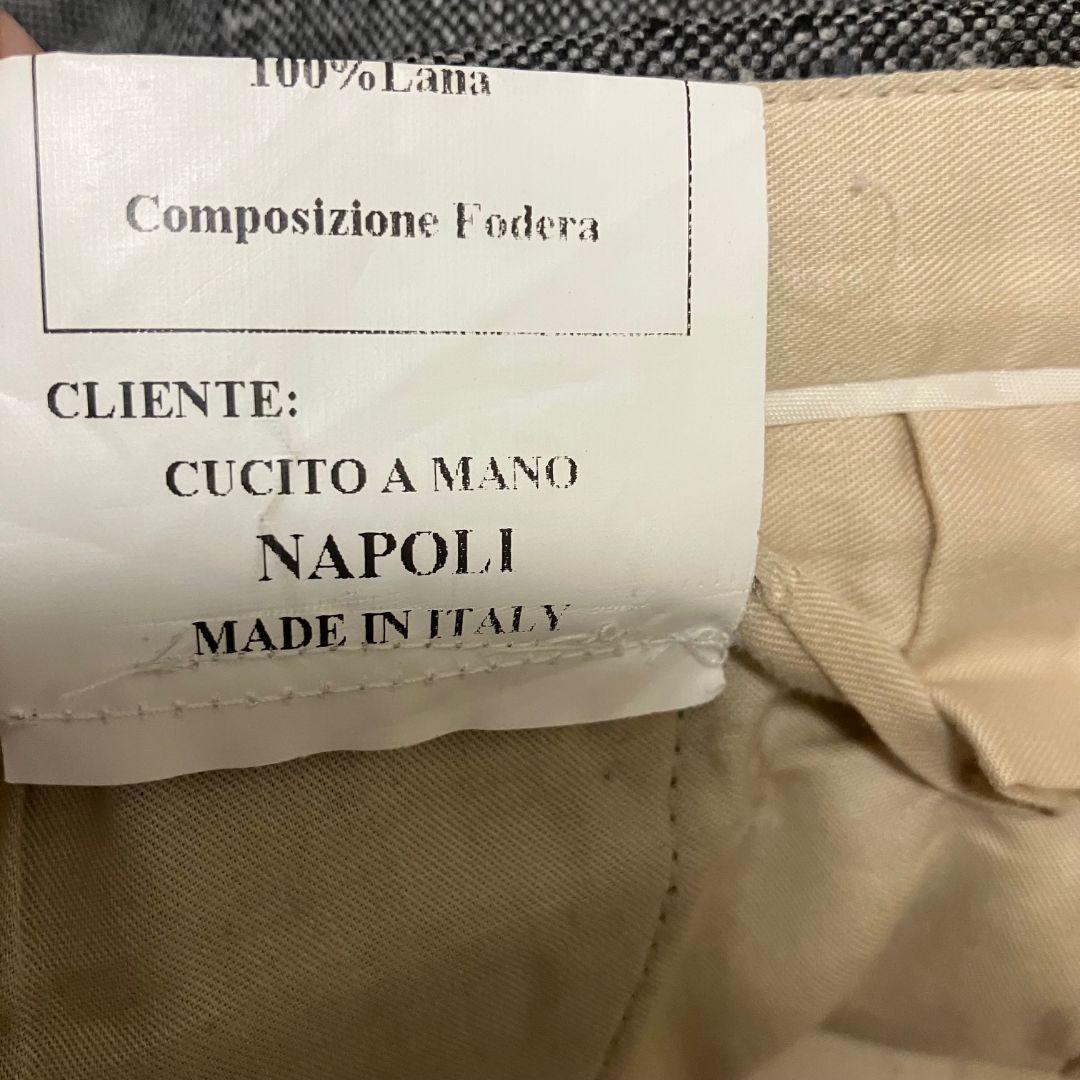 100%Lana
Composizione Fodera
CLIENTE:
CUCITO A MANO
NAPOLI
MADE IN ITALY